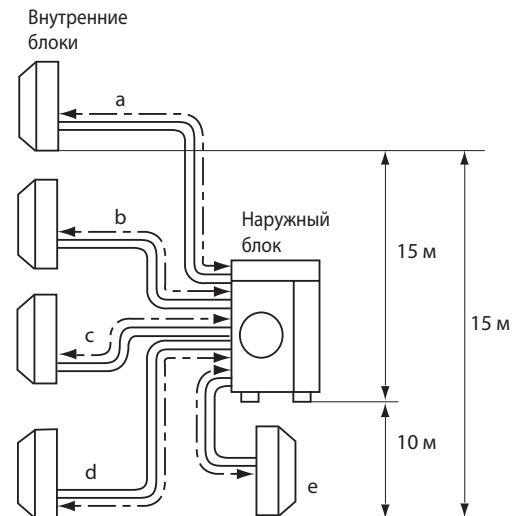 Внутренние
блоки
a
b
Наружный
блок
15 м
15 м
c
10 м
d
e